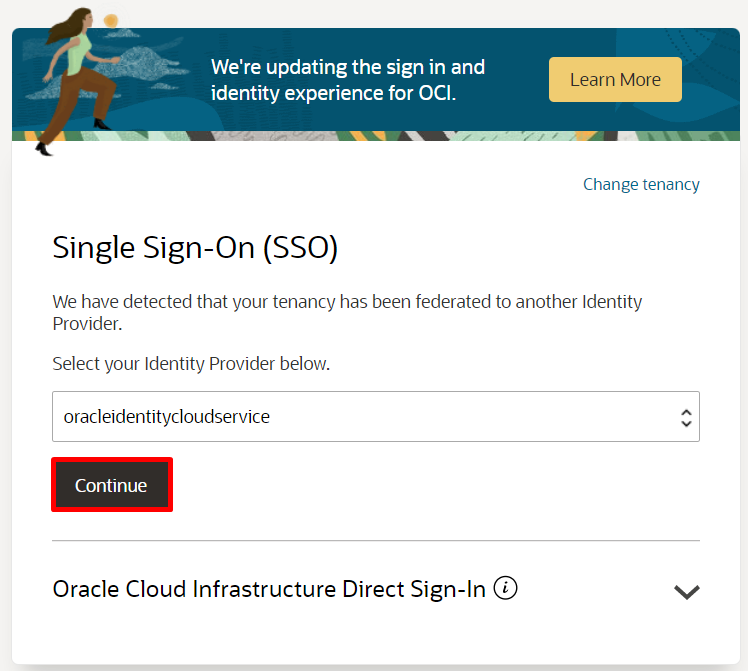 We're updating the sign in and
identity experience for OCI.
Learn More
Change tenancy
Single Sign-On (SSO)
We have detected that your tenancy has been federated to another Identity
Provider.
Select your Identity Provider below.
oracleidentitycloudservice
Continue
Oracle Cloud Infrastructure Direct Sign-In i